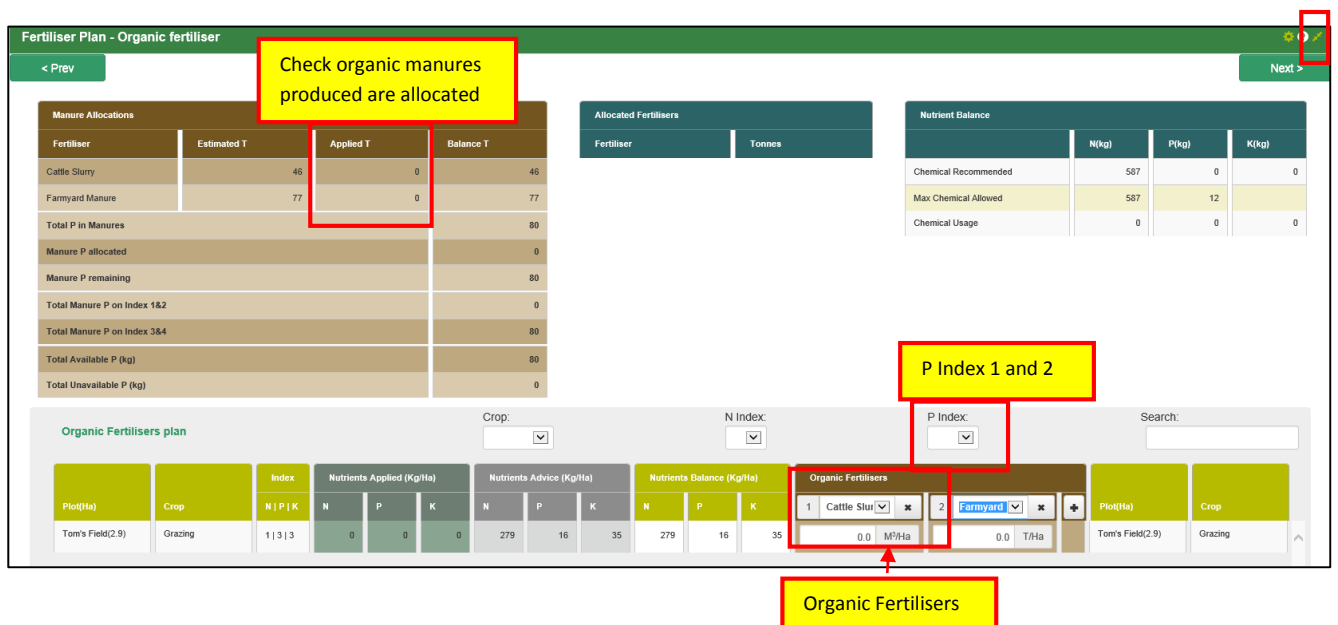 Fertiliser Plan - Organic fertiliser
< Prev
Check organic manures
produced are allocated
Next >
Manure Allocations
Fertiliser Estimated T Applied T Balance T
Cattle Slurry 46 0 46
Farmyard Manure 77 0 77
Total P in Manures 80
Manure P allocated 0
Manure P remaining 80
Total Manure P on Index 1&2 0
Total Manure P on Index 3&4 80
Total Available P (kg) 80
Total Unavailable P (kg) 0
Allocated Fertilisers
Fertiliser Tonnes
Nutrient Balance
N(kg) P(kg) K(kg)
Chemical Recommended 587 0 0
Max Chemical Allowed 587 12
Chemical Usage 0 0 0
P Index 1 and 2
Organic Fertilisers plan
Crop: N Index: P Index: Search:
Index Nutrients Applied (Kg/Ha) Nutrients Advice (Kg/Ha) Nutrients Balance (Kg/Ha) Organic Fertilisers
Plot(Ha) Crop N | P | K N P K N P K N P K 1 Cattle Slur 2 Farmyard Plot(Ha) Crop
Tom's Field(2.9) Grazing 1 | 3 | 3 0 0 0 279 16 35 279 16 35 0.0 M³/Ha 0.0 T/Ha Tom's Field(2.9) Grazing
Organic Fertilisers